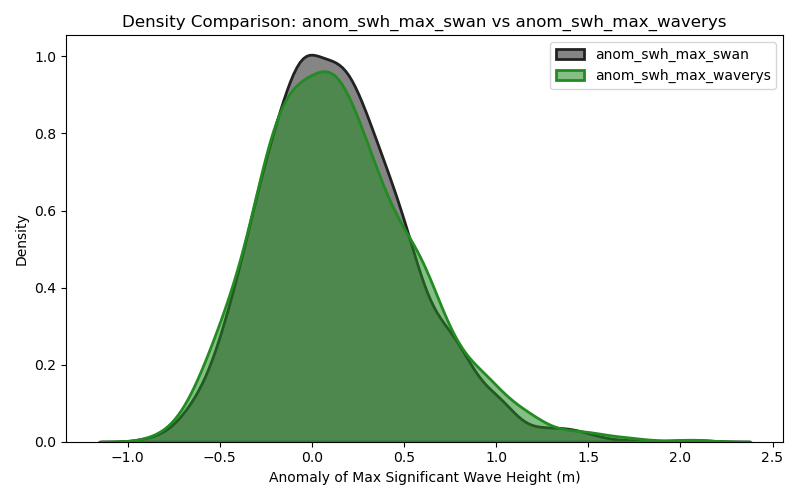 Density Comparison: anom_swh_max_swan vs anom_swh_max_waverys
anom_swh_max_swan
anom_swh_max_waverys
1.0
0.8
0.6
0.4
0.2
0.0
Density
−1.0 −0.5 0.0 0.5 1.0 1.5 2.0 2.5
Anomaly of Max Significant Wave Height (m)